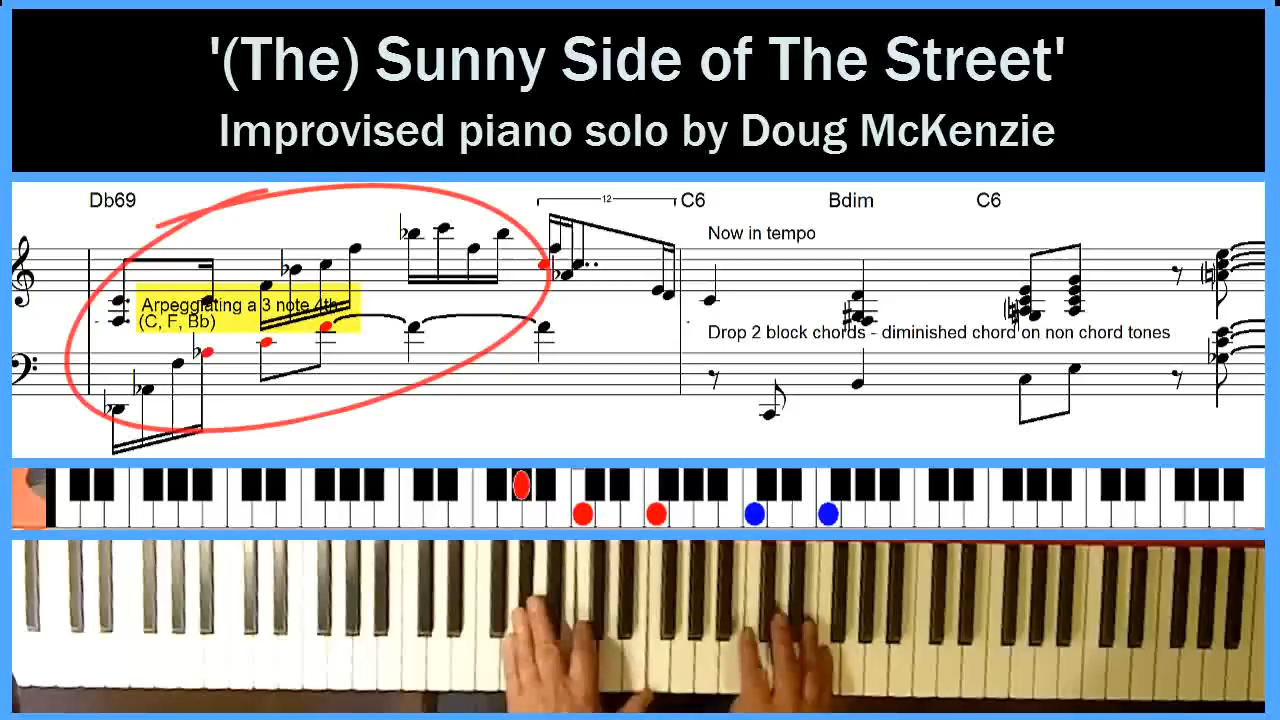 '(The) Sunny Side of The Street'
Improvised piano solo by Doug McKenzie
Db69
12
C6
Bdim
C6
Now in tempo
Arpeggiating a 3 note 4th
(C, F, Bb)
Drop 2 block chords - diminished chord on non chord tones